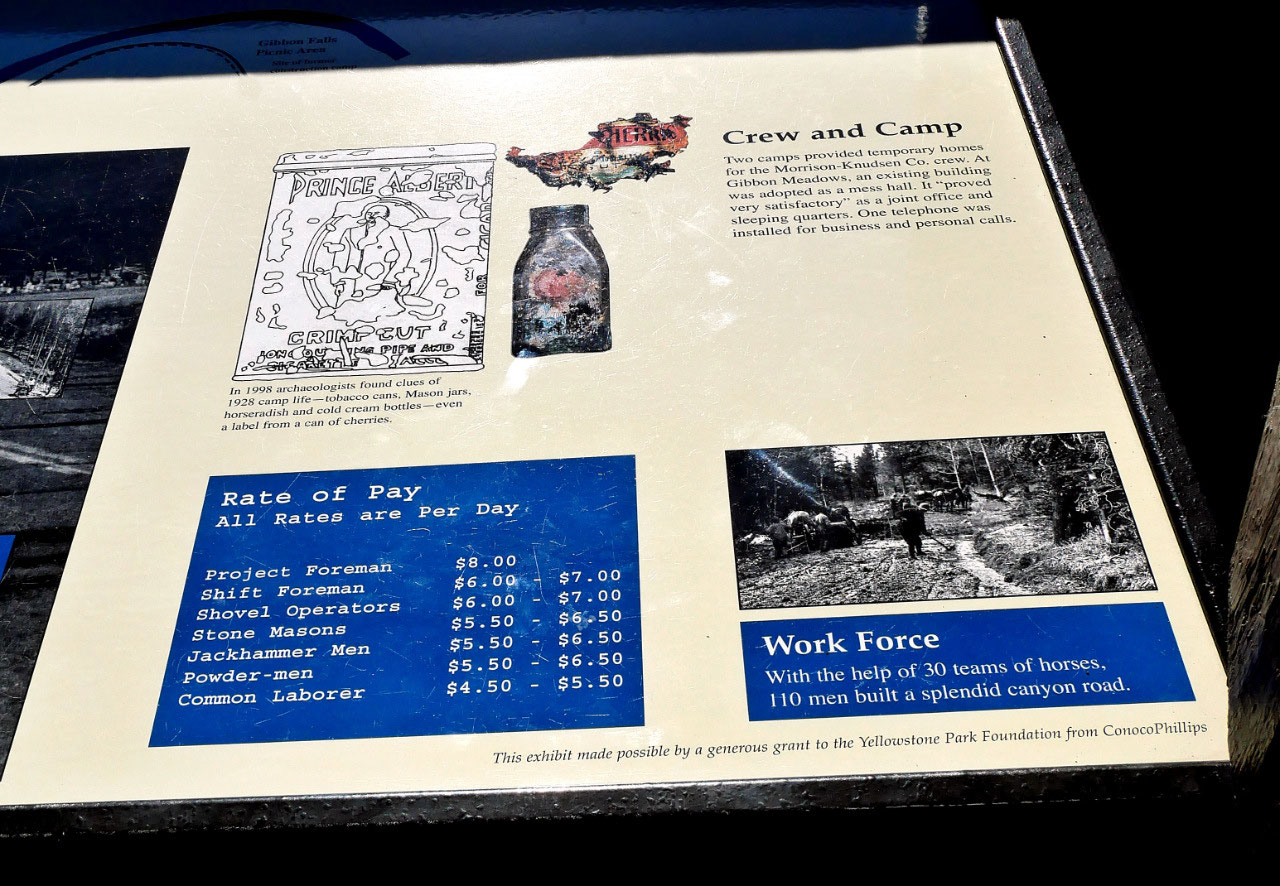 Gibbon Falls
Picnic Area
Site of former
construction camp
PRINCE ALBERT
CRIMP CUT
PIPE AND
CHERR
Crew and Camp
Two camps provided temporary homes
for the Morrison-Knudsen Co. crew. At
Gibbon Meadows, an existing building
was adopted as a mess hall. It “proved
very satisfactory” as a joint office and
sleeping quarters. One telephone was
installed for business and personal calls.
In 1998 archaeologists found clues of
1928 camp life—tobacco cans, Mason jars,
horseradish and cold cream bottles—even
a label from a can of cherries.
Rate of Pay
All Rates are Per Day
Project Foreman $8.00
Shift Foreman $6.00 - $7.00
Shovel Operators $6.00 - $7.00
Stone Masons $5.50 - $6.50
Jackhammer Men $5.50 - $6.50
Powder-men $5.50 - $6.50
Common Laborer $4.50 - $5.50
Work Force
With the help of 30 teams of horses,
110 men built a splendid canyon road.
This exhibit made possible by a generous grant to the Yellowstone Park Foundation from ConocoPhillips